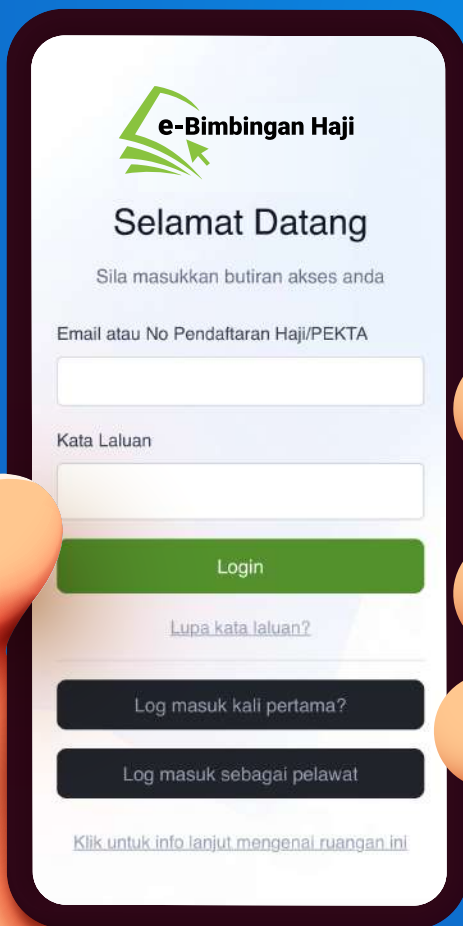 e-Bimbingan Haji
Selamat Datang
Sila masukkan butiran akses anda
Email atau No Pendaftaran Haji/PEKTA
Kata Laluan
Login
Lupa kata laluan?
Log masuk kali pertama?
Log masuk sebagai pelawat
Klik untuk info lanjut mengenai ruangan ini